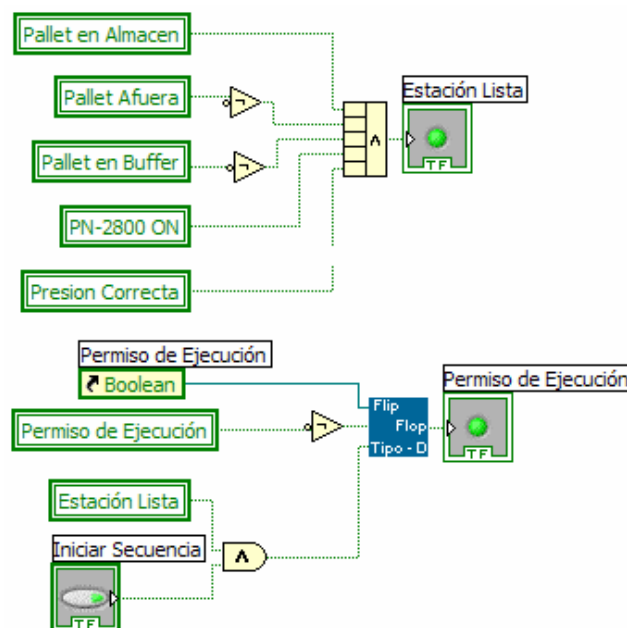 Pallet en Almacen
Estación Lista
Pallet Afuera
TF
Pallet en Buffer
PN-2800 ON
Presion Correcta
Permiso de Ejecución
Boolean
Permiso de Ejecución
Flip
Flop
Tipo - D
TF
Permiso de Ejecución
Estación Lista
Iniciar Secuencia
TF